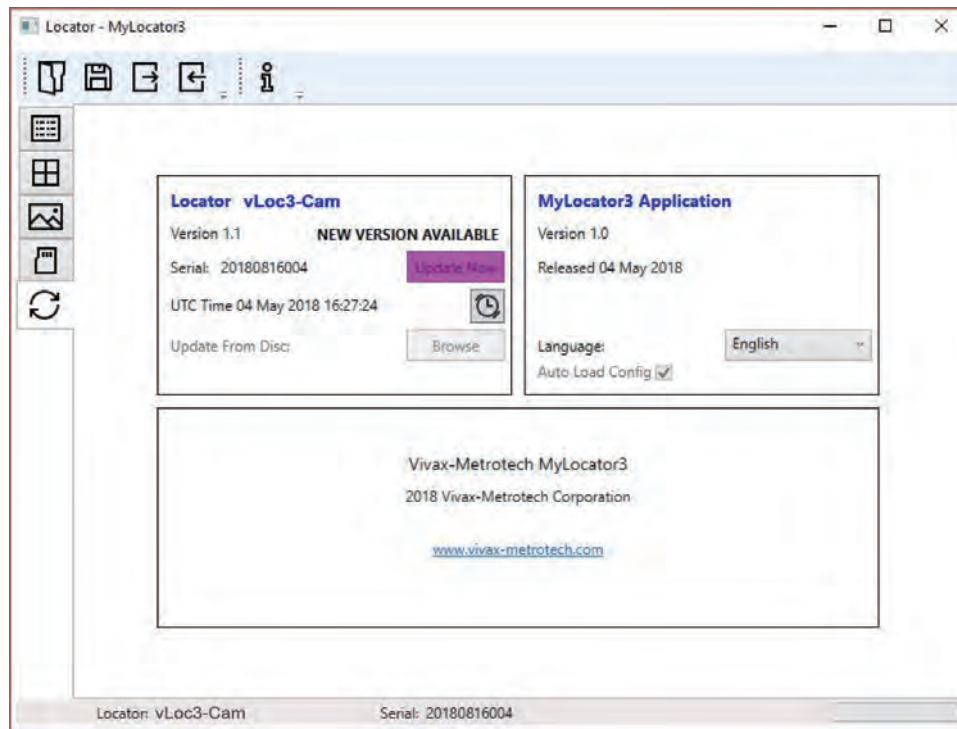 Locator - MyLocator3
Locator vLoc3-Cam
Version 1.1 NEW VERSION AVAILABLE
Serial: 20180816004 Update Now
UTC Time 04 May 2018 16:27:24
Update From Disc: Browse
MyLocator3 Application
Version 1.0
Released 04 May 2018
Language: English
Auto Load Config
Vivax-Metrotech MyLocator3
2018 Vivax-Metrotech Corporation
www.vivax-metrotech.com
Locator: vLoc3-Cam Serial: 20180816004